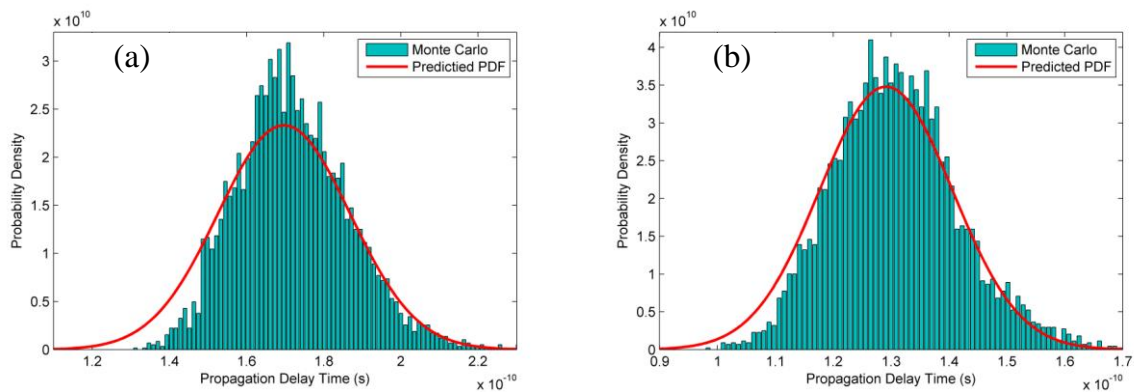 x 10^10
(a)
Monte Carlo
Predictied PDF
3
2.5
2
1.5
1
0.5
0
Probability Density
1.2
1.4
1.6
1.8
2
2.2
Propagation Delay Time (s)
x 10^-10
x 10^10
(b)
Monte Carlo
Predicted PDF
4
3.5
3
2.5
2
1.5
1
0.5
0
Probability Density
0.9
1
1.1
1.2
1.3
1.4
1.5
1.6
1.7
Propagation Delay Time (s)
x 10^-10